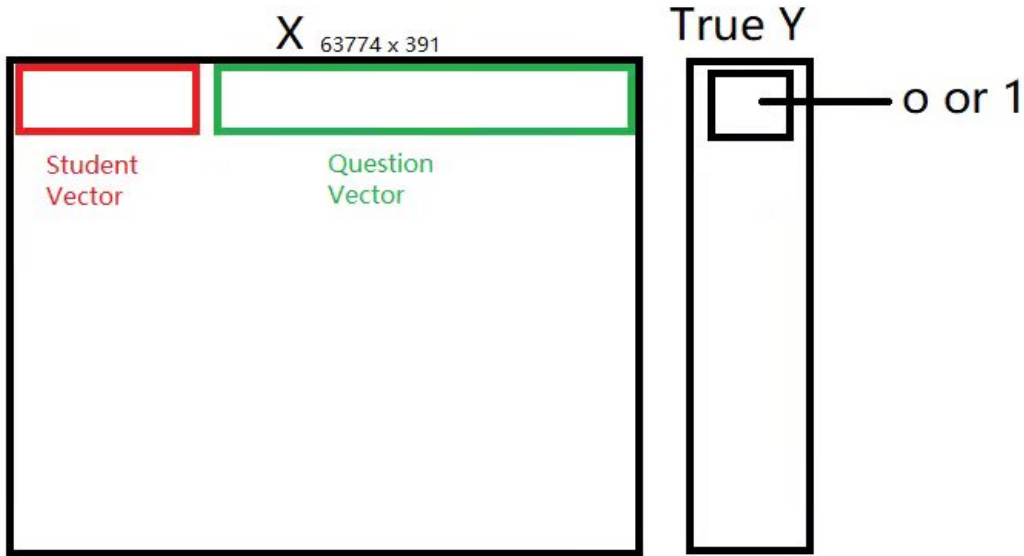 X 63774 x 391
True Y
o or 1
Student
Vector
Question
Vector